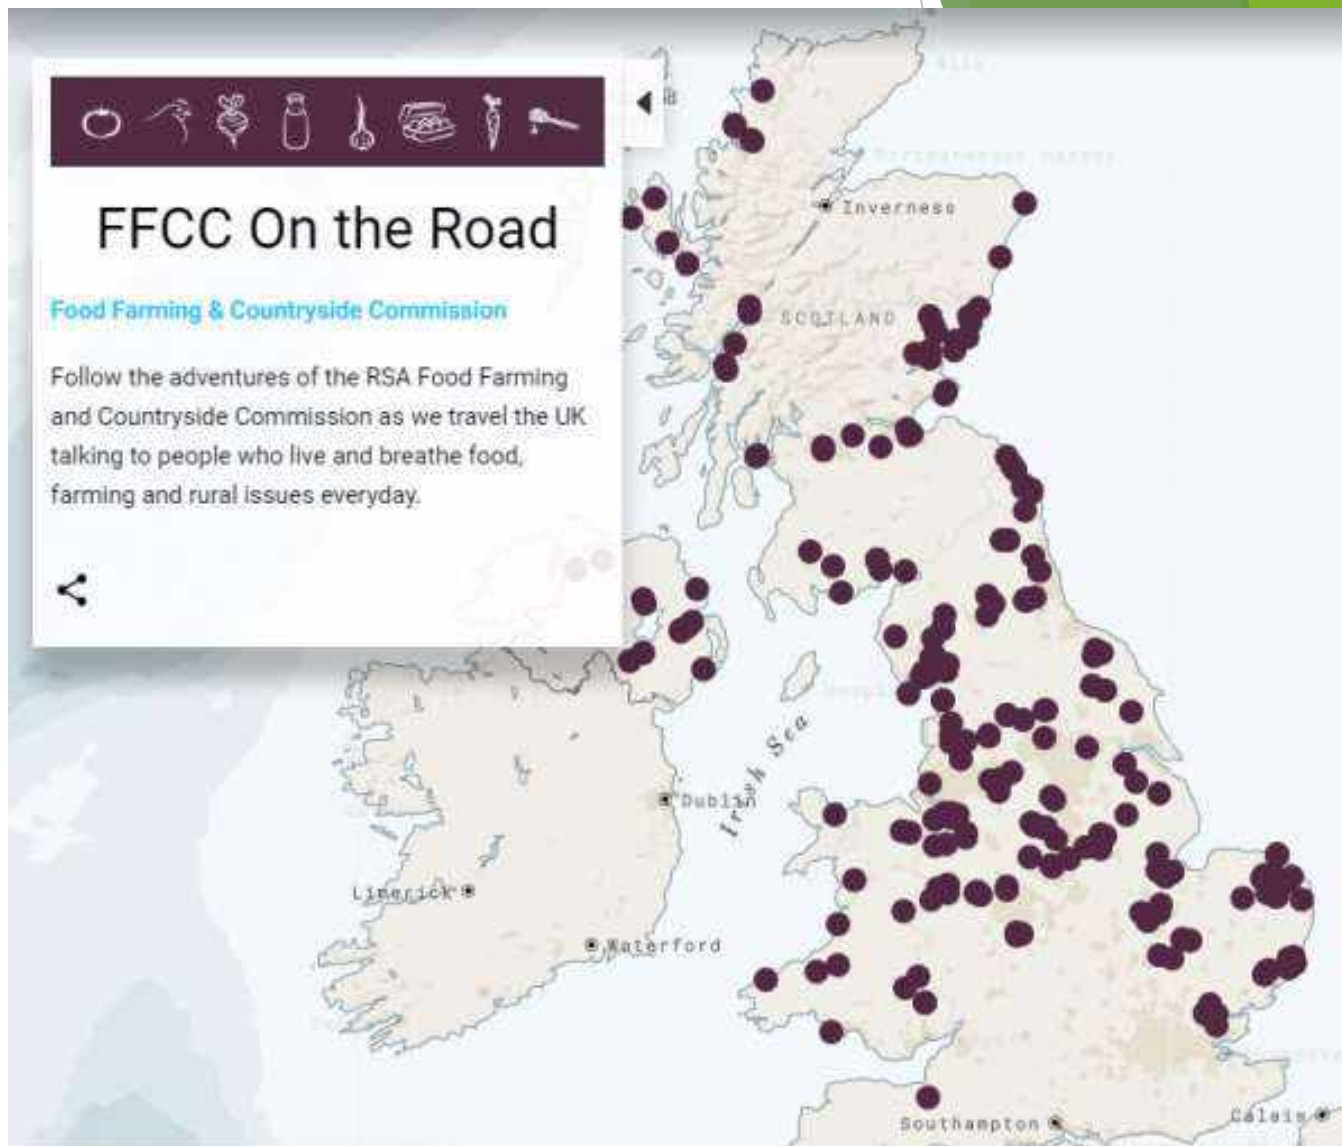 FFCC On the Road
Food Farming & Countryside Commission
Follow the adventures of the RSA Food Farming
and Countryside Commission as we travel the UK
talking to people who live and breathe food,
farming and rural issues everyday.
Inverness
SCOTLAND
Irish Sea
Dublin
Limerick
Waterford
Southampton
Calais